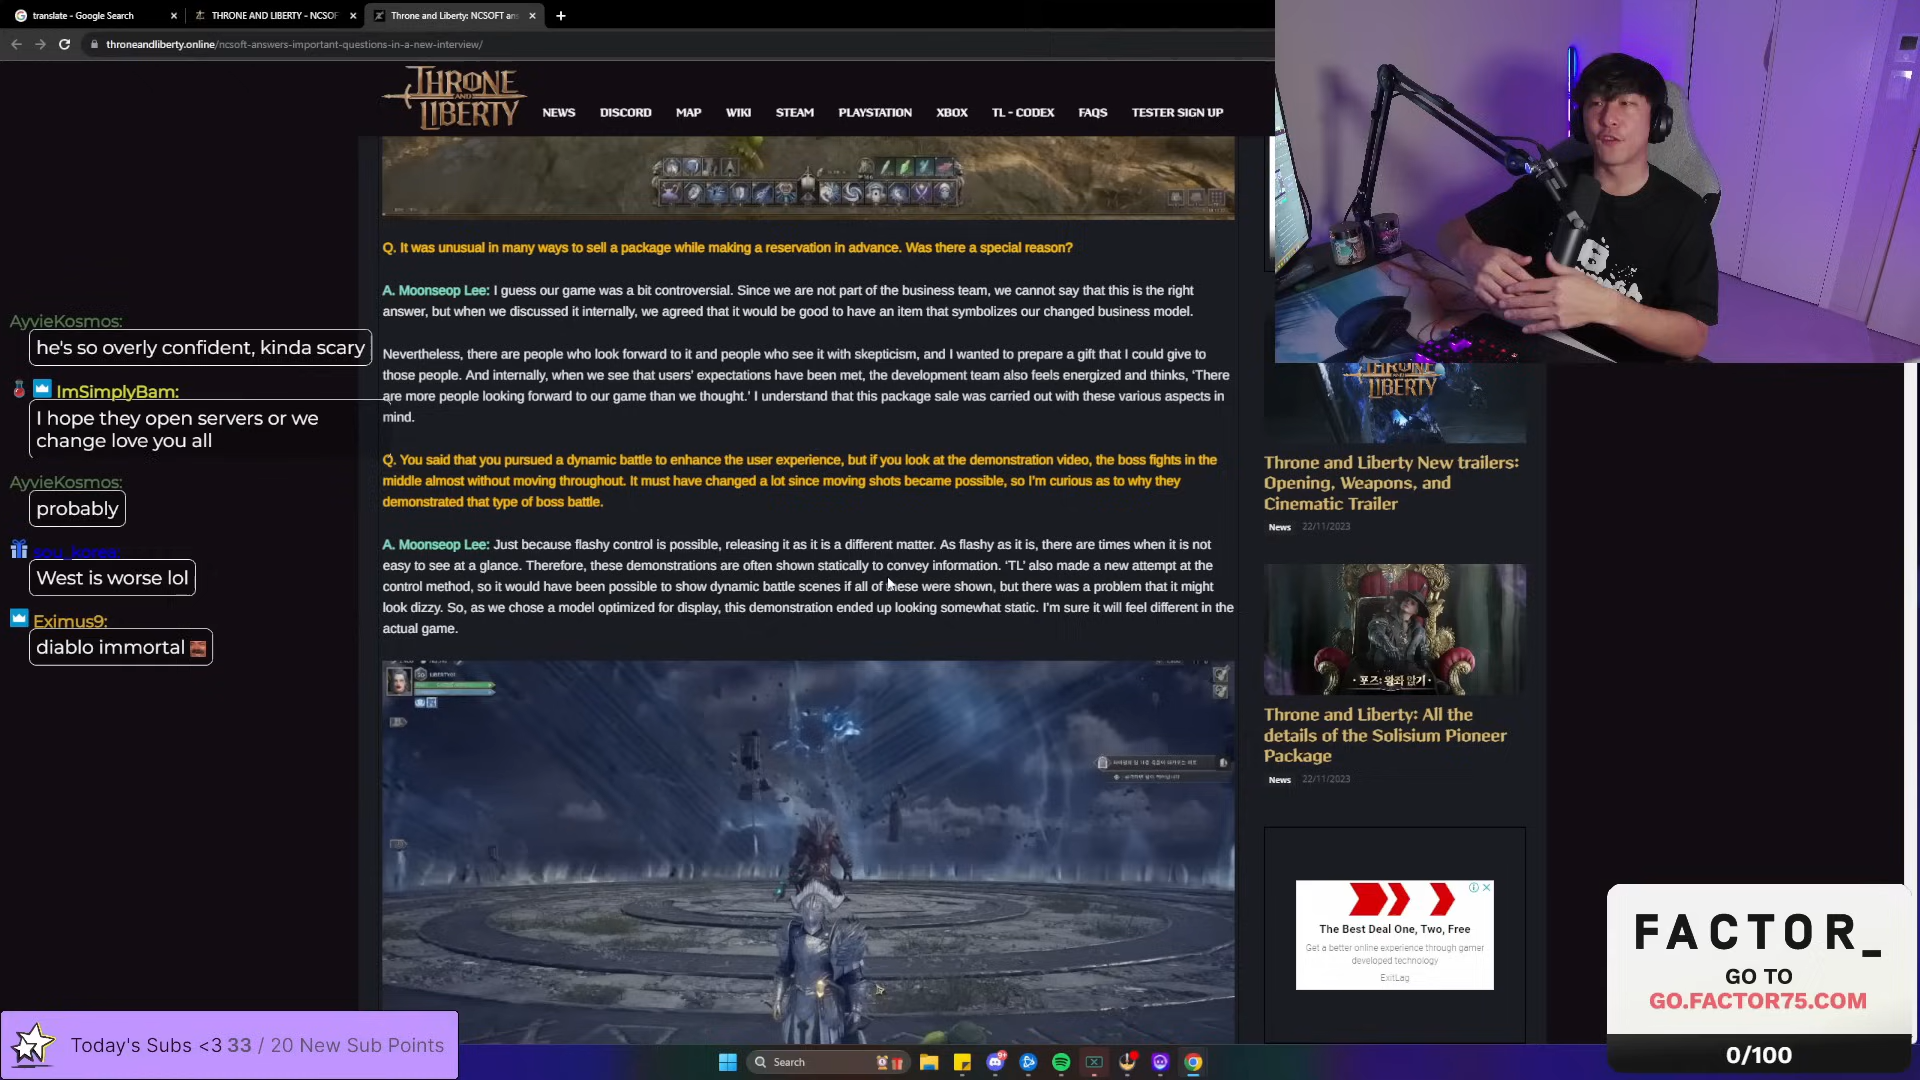 translate - Google Search
THRONE AND LIBERTY - NCSOF
Throne and Liberty: NCSOFT an
throneandliberty.online/ncsoft-answers-important-questions-in-a-new-interview/
THRONE AND LIBERTY
NEWS DISCORD MAP WIKI STEAM PLAYSTATION XBOX TL - CODEX FAQS TESTER SIGN UP
Q. It was unusual in many ways to sell a package while making a reservation in advance. Was there a special reason?
A. Moonseop Lee: I guess our game was a bit controversial. Since we are not part of the business team, we cannot say that this is the right
answer, but when we discussed it internally, we agreed that it would be good to have an item that symbolizes our changed business model.
Nevertheless, there are people who look forward to it and people who see it with skepticism, and I wanted to prepare a gift that I could give to
those people. And internally, when we see that users' expectations have been met, the development team also feels energized and thinks, 'There
are more people looking forward to our game than we thought.' I understand that this package sale was carried out with these various aspects in
mind.
Q. You said that you pursued a dynamic battle to enhance the user experience, but if you look at the demonstration video, the boss fights in the
middle almost without moving throughout. It must have changed a lot since moving shots became possible, so I'm curious as to why they
demonstrated that type of boss battle.
A. Moonseop Lee: Just because flashy control is possible, releasing it as it is a different matter. As flashy as it is, there are times when it is not
easy to see at a glance. Therefore, these demonstrations are often shown statically to convey information. 'TL' also made a new attempt at the
control method, so it would have been possible to show dynamic battle scenes if all of these were shown, but there was a problem that it might
look dizzy. So, as we chose a model optimized for display, this demonstration ended up looking somewhat static. I'm sure it will feel different in the
actual game.
AyvieKosmos:
he's so overly confident, kinda scary
ImSimplyBam:
I hope they open servers or we
change love you all
AyvieKosmos:
probably
sou_korea:
West is worse lol
Eximus9:
diablo immortal
LIBERTY
Throne and Liberty New trailers:
Opening, Weapons, and
Cinematic Trailer
News 22/11/2023
· 포즈: 왕좌 앉기 ·
Throne and Liberty: All the
details of the Solisium Pioneer
Package
News 22/11/2023
The Best Deal One, Two, Free
Get a better online experience through gamer
developed technology
ExitLag
FACTOR_
GO TO
GO.FACTOR75.COM
0/100
Today's Subs <3 33 / 20 New Sub Points
Search